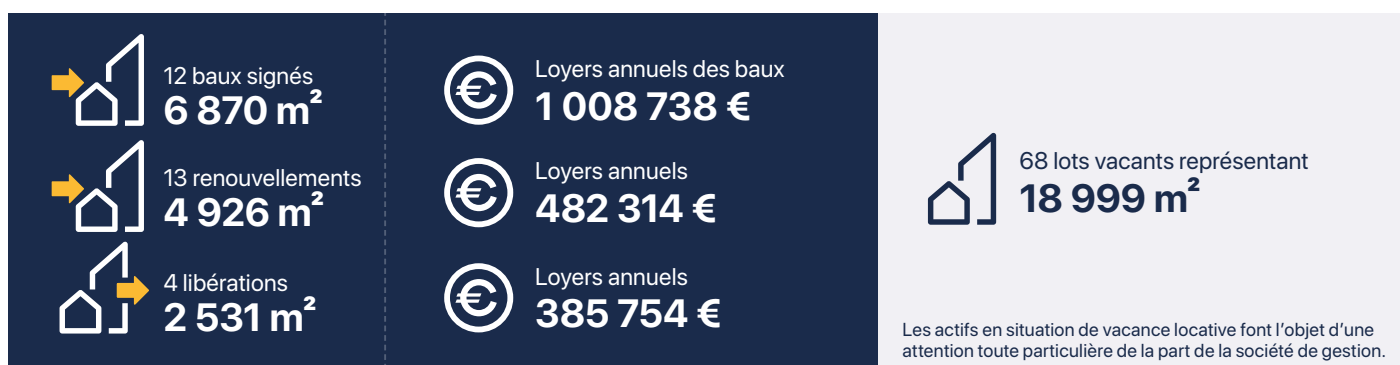 12 baux signés
6 870 m²
Loyers annuels des baux
1 008 738 €
13 renouvellements
4 926 m²
Loyers annuels
482 314 €
4 libérations
2 531 m²
Loyers annuels
385 754 €
68 lots vacants représentant
18 999 m²
Les actifs en situation de vacance locative font l’objet d’une
attention toute particulière de la part de la société de gestion.